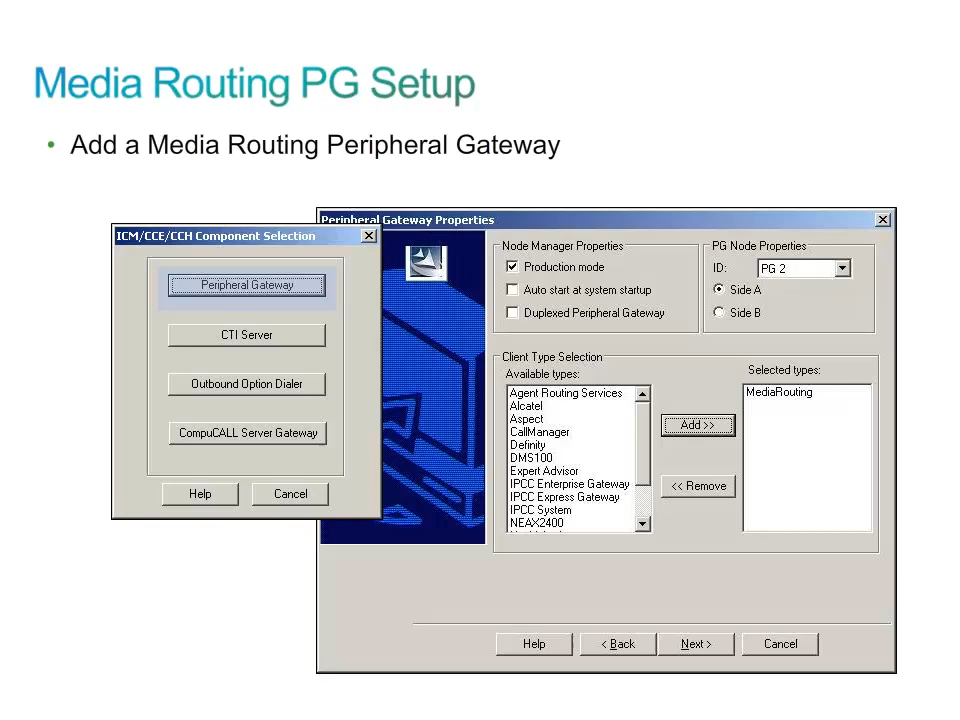 Media Routing PG Setup
• Add a Media Routing Peripheral Gateway
ICM/CCE/CCH Component Selection
Peripheral Gateway
CTI Server
Outbound Option Dialer
CompuCALL Server Gateway
Help
Cancel
Peripheral Gateway Properties
Node Manager Properties
Production mode
Auto start at system startup
Duplexed Peripheral Gateway
PG Node Properties
ID:
PG 2
Side A
Side B
Client Type Selection
Available types:
Agent Routing Services
Alcatel
Aspect
CallManager
Definity
DMS100
Expert Advisor
IPCC Enterprise Gateway
IPCC Express Gateway
IPCC System
NEAX2400
Add >>
<< Remove
Selected types:
MediaRouting
Help
< Back
Next >
Cancel